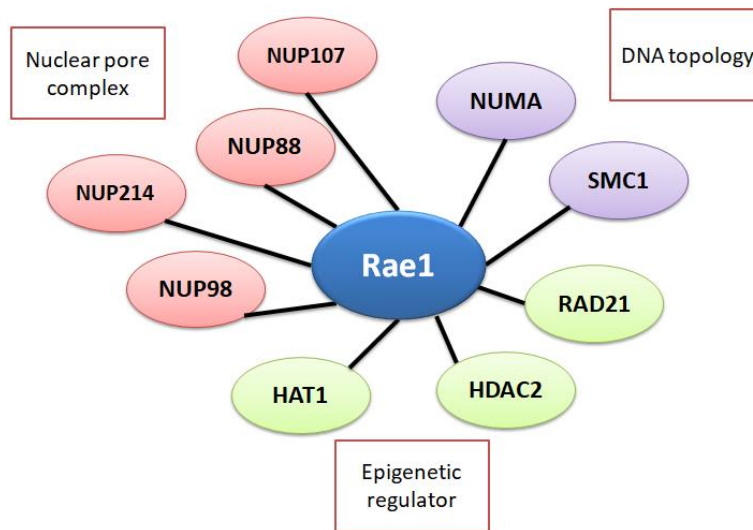 Nuclear pore
complex
NUP107
DNA topology
NUMA
NUP88
SMC1
NUP214
Rae1
NUP98
RAD21
HAT1
HDAC2
Epigenetic
regulator